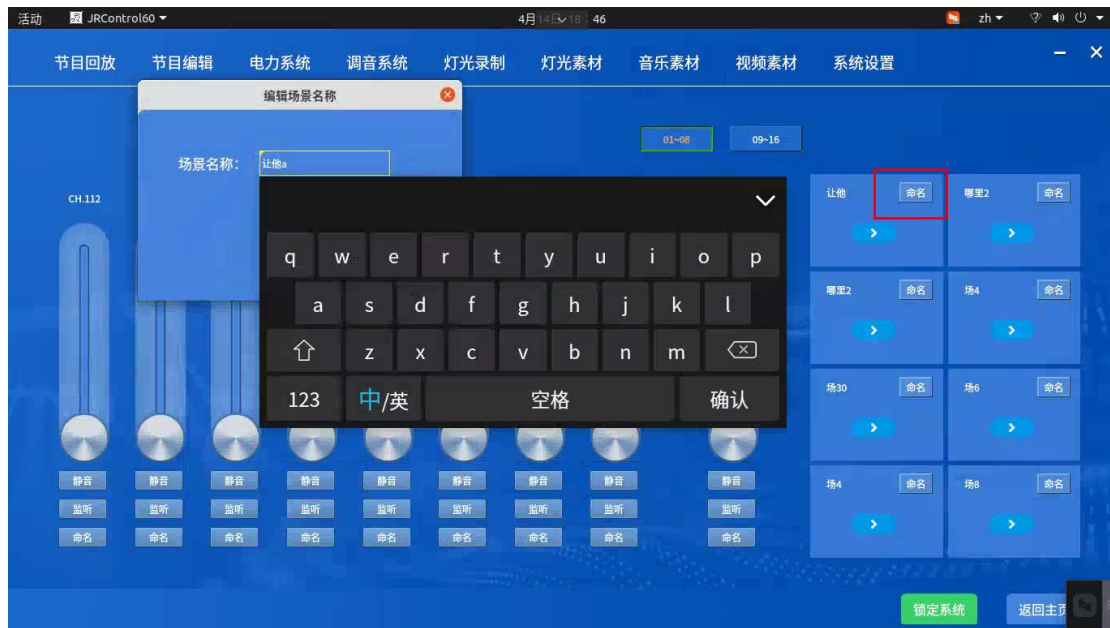 活动 JRControl60 4月14日 18:46 zh
节目回放 节目编辑 电力系统 调音系统 灯光录制 灯光素材 音乐素材 视频素材 系统设置
编辑场景名称
01~08 09~16
场景名称: 让他a
CH.112
让他 命名 哪里2 命名
q w e r t y u i o p
a s d f g h j k l
哪里2 命名 场4 命名
z x c v b n m
123 中/英 空格 确认
场30 命名 场6 命名
静音 静音 静音 静音 静音 静音 静音 静音 静音
场4 命名 场8 命名
监听 监听 监听 监听 监听 监听 监听 监听 监听
命名 命名 命名 命名 命名 命名 命名 命名 命名
锁定系统 返回主页